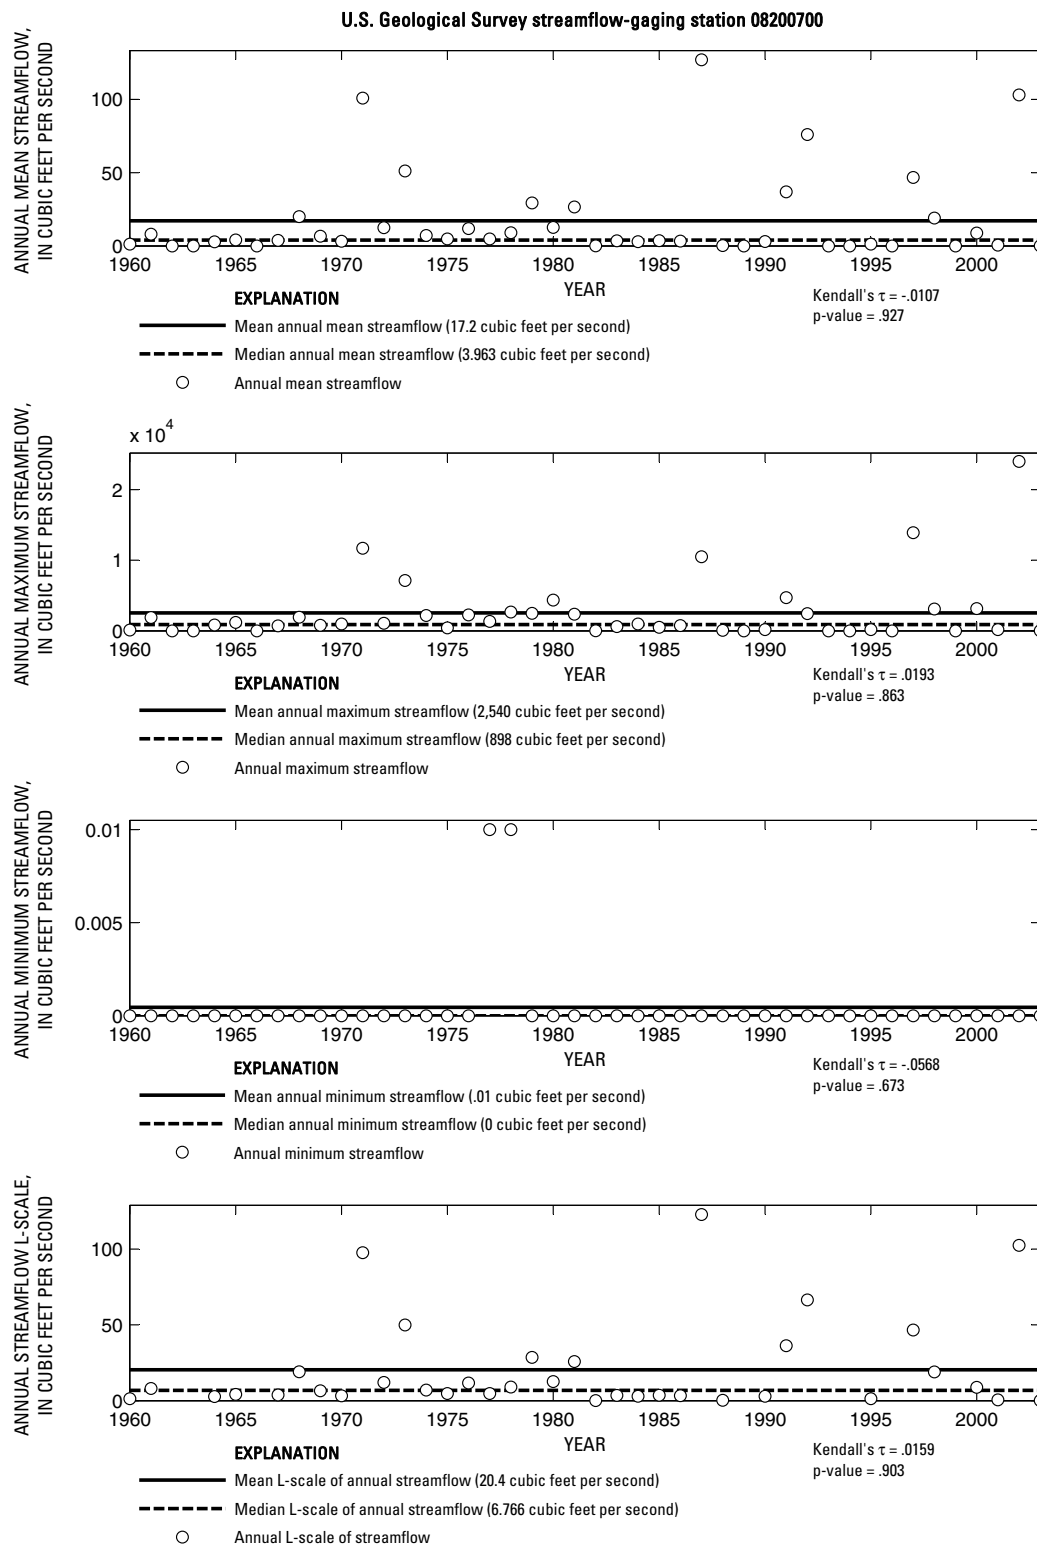 U.S. Geological Survey streamflow-gaging station 08200700
ANNUAL MEAN STREAMFLOW,
IN CUBIC FEET PER SECOND
100
50
0
1960 1965 1970 1975 1980 1985 1990 1995 2000
YEAR
Kendall's τ = -.0107
p-value = .927
EXPLANATION
Mean annual mean streamflow (17.2 cubic feet per second)
Median annual mean streamflow (3.963 cubic feet per second)
Annual mean streamflow
ANNUAL MAXIMUM STREAMFLOW,
IN CUBIC FEET PER SECOND
x 10^4
2
1
0
1960 1965 1970 1975 1980 1985 1990 1995 2000
YEAR
Kendall's τ = .0193
p-value = .863
EXPLANATION
Mean annual maximum streamflow (2,540 cubic feet per second)
Median annual maximum streamflow (898 cubic feet per second)
Annual maximum streamflow
ANNUAL MINIMUM STREAMFLOW,
IN CUBIC FEET PER SECOND
0.01
0.005
0
1960 1965 1970 1975 1980 1985 1990 1995 2000
YEAR
Kendall's τ = -.0568
p-value = .673
EXPLANATION
Mean annual minimum streamflow (.01 cubic feet per second)
Median annual minimum streamflow (0 cubic feet per second)
Annual minimum streamflow
ANNUAL STREAMFLOW L-SCALE,
IN CUBIC FEET PER SECOND
100
50
0
1960 1965 1970 1975 1980 1985 1990 1995 2000
YEAR
Kendall's τ = .0159
p-value = .903
EXPLANATION
Mean L-scale of annual streamflow (20.4 cubic feet per second)
Median L-scale of annual streamflow (6.766 cubic feet per second)
Annual L-scale of streamflow